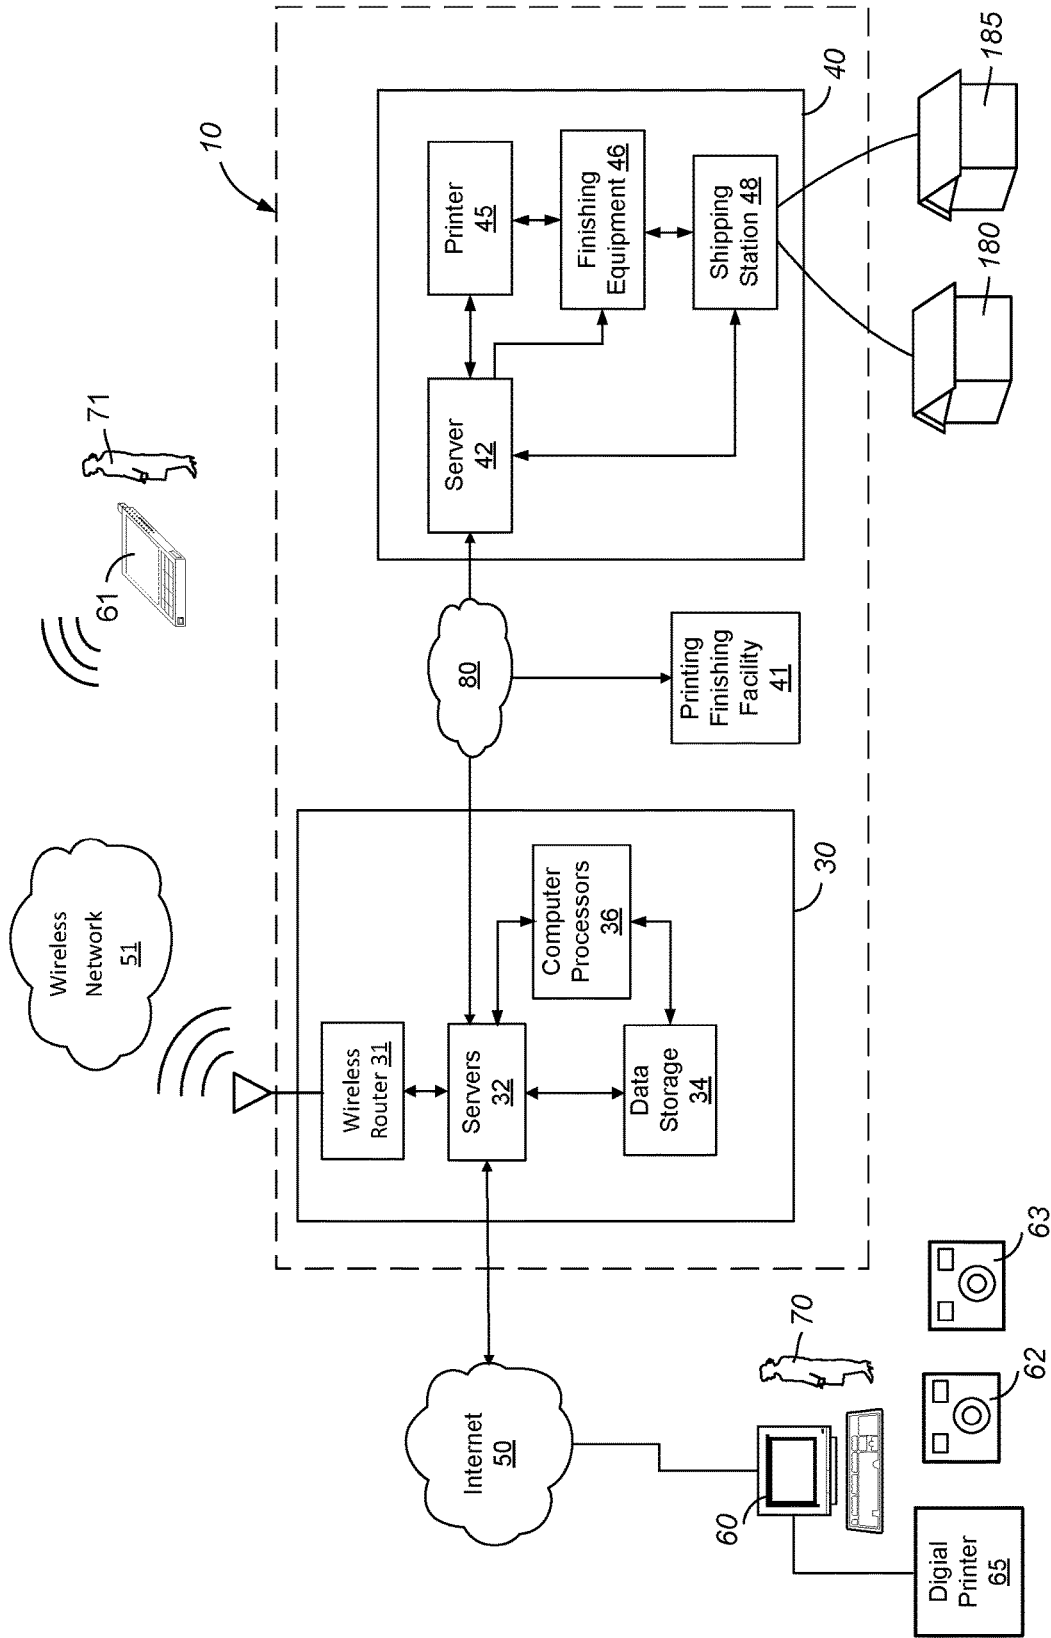 10
71
61
Wireless
Network
51
Wireless
Router 31
Servers
32
Computer
Processors
36
Data
Storage
34
30
80
Printing
Finishing
Facility
41
Server
42
Printer
45
Finishing
Equipment 46
Shipping
Station 48
40
180
185
Internet
50
60
70
62
63
Digial
Printer
65